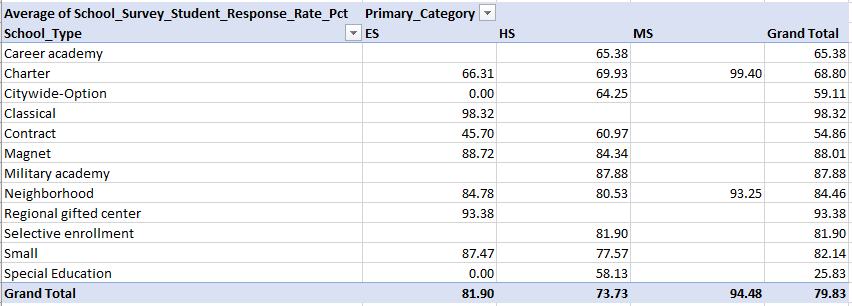 Average of School_Survey_Student_Response_Rate_Pct Primary_Category
School_Type ES HS MS Grand Total
Career academy 65.38 65.38
Charter 66.31 69.93 99.40 68.80
Citywide-Option 0.00 64.25 59.11
Classical 98.32 98.32
Contract 45.70 60.97 54.86
Magnet 88.72 84.34 88.01
Military academy 87.88 87.88
Neighborhood 84.78 80.53 93.25 84.46
Regional gifted center 93.38 93.38
Selective enrollment 81.90 81.90
Small 87.47 77.57 82.14
Special Education 0.00 58.13 25.83
Grand Total 81.90 73.73 94.48 79.83